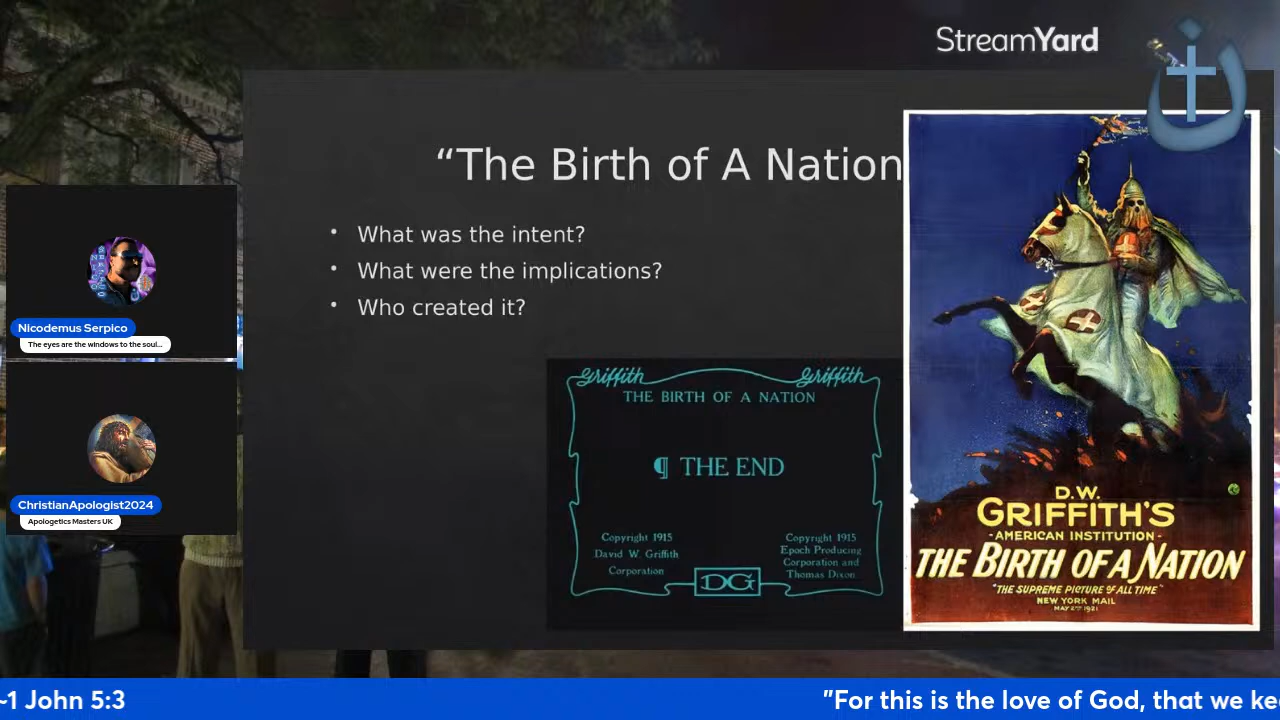 StreamYard
“The Birth of A Nation
• What was the intent?
• What were the implications?
• Who created it?
Nicodemus Serpico
The eyes are the windows to the soul...
ChristianApologist2024
Apologetics Masters UK
Griffith Griffith
THE BIRTH OF A NATION
¶ THE END
Copyright 1915
David W. Griffith
Corporation
Copyright 1915
Epoch Producing
Corporation and
Thomas Dixon
DG
D.W.
GRIFFITH'S
-AMERICAN INSTITUTION-
THE BIRTH OF A NATION
"THE SUPREME PICTURE OF ALL TIME"
NEW YORK MAIL
MAY 2ND 1921
~1 John 5:3
"For this is the love of God, that we ke